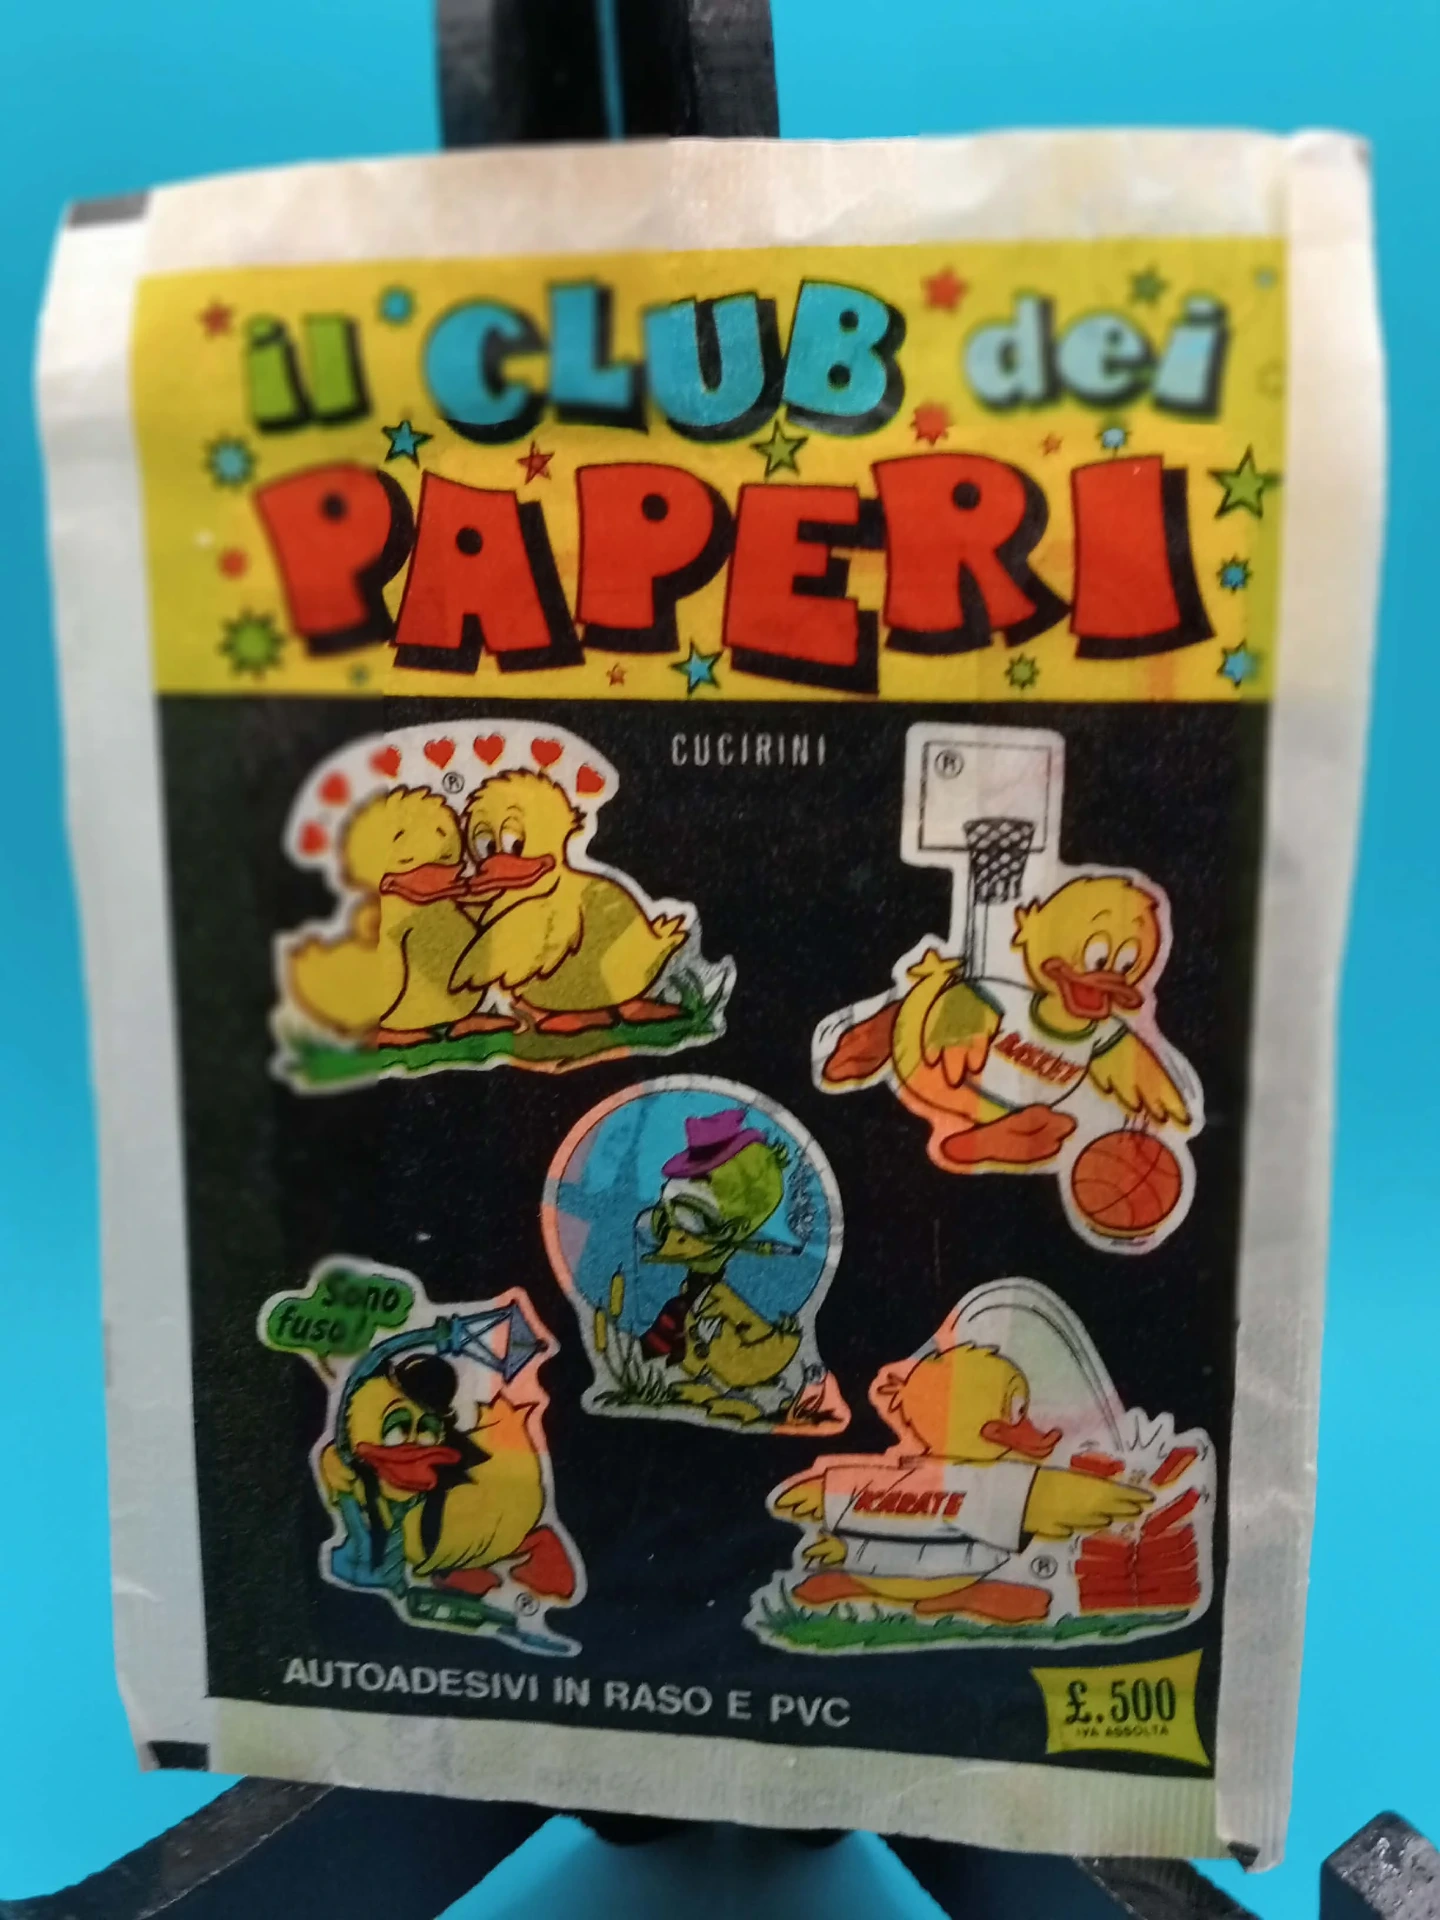 il CLUB dei
PAPERI
CUCIRINI
®
®
BASKET
Sono
fuso!
®
KARATE
®
AUTOADESIVI IN RASO E PVC
£.500
IVA ASSOLTA